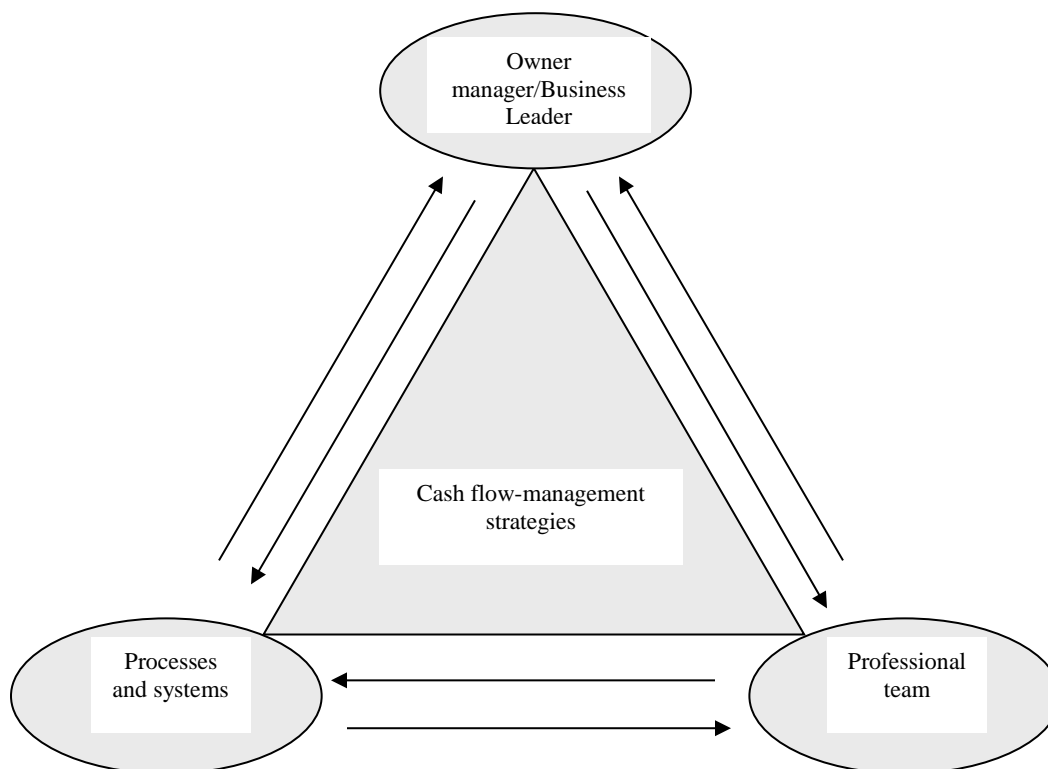 Owner
manager/Business
Leader
Cash flow-management
strategies
Processes
and systems
Professional
team